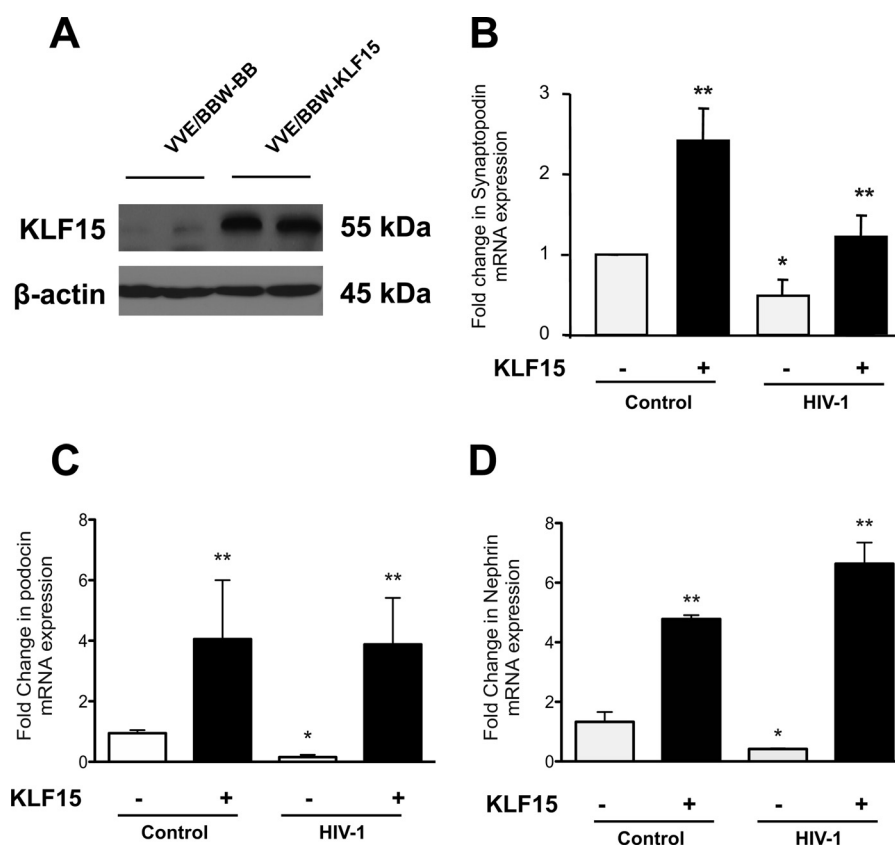 A
VVE/BBW-BB
VVE/BBW-KLF15
KLF15
55 kDa
β-actin
45 kDa
B
Fold change in Synaptopodin
mRNA expression
3
2
1
0
**
*
**
KLF15 - + - +
Control HIV-1
C
Fold Change in podocin
mRNA expression
8
6
4
2
0
**
*
**
KLF15 - + - +
Control HIV-1
D
Fold Change in Nephrin
mRNA expression
8
6
4
2
0
**
*
**
KLF15 - + - +
Control HIV-1